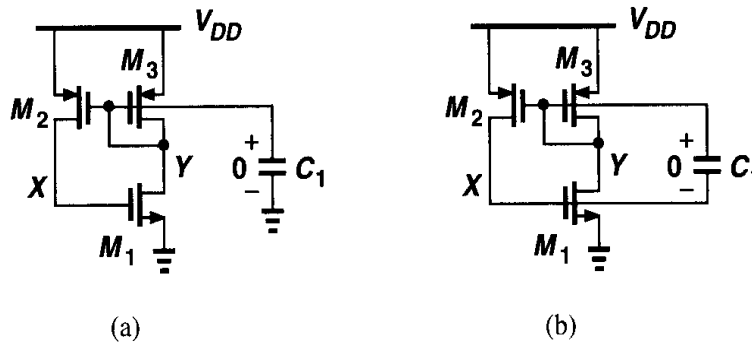 V_DD
M_3
M_2
+
0
C_1
−
Y
X
M_1
(a)
V_DD
M_3
M_2
+
0
C
−
Y
X
M_1
(b)